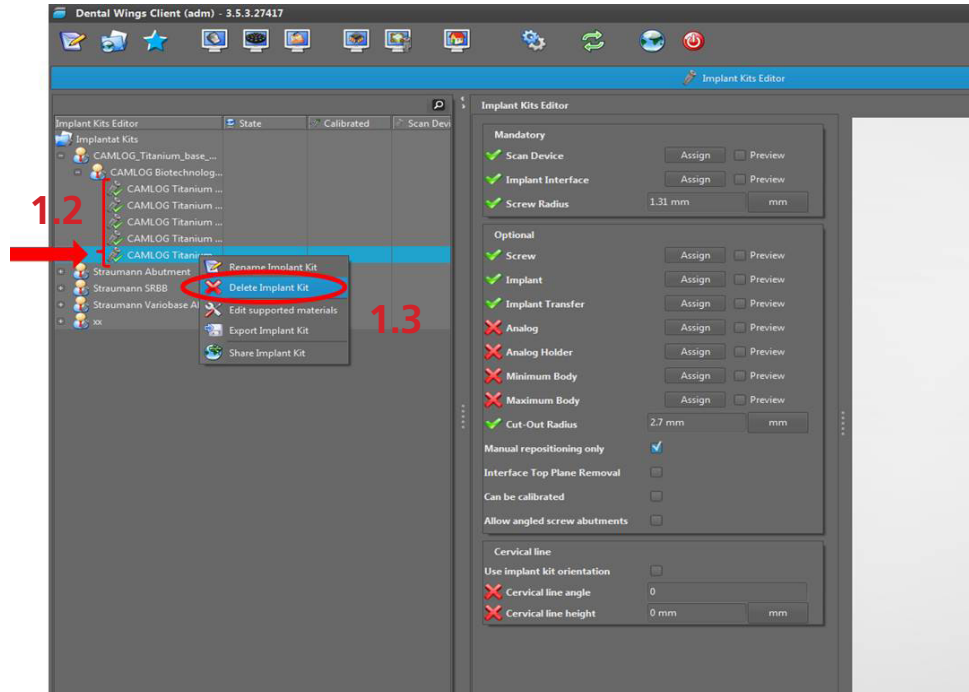 Dental Wings Client (adm) - 3.5.3.27417
Implant Kits Editor
Implant Kits Editor State Calibrated Scan Devi
Implantat Kits
CAMLOG_Titanium_base_...
CAMLOG Biotechnolog...
CAMLOG Titanium ...
CAMLOG Titanium ...
CAMLOG Titanium ...
CAMLOG Titanium ...
CAMLOG Titanium
Straumann Abutment
Straumann SRBB
Straumann Variobase A
xx
1.2
Rename Implant Kit
Delete Implant Kit
Edit supported materials
Export Implant Kit
Share Implant Kit
1.3
Implant Kits Editor
Mandatory
Scan Device Assign Preview
Implant Interface Assign Preview
Screw Radius 1.31 mm mm
Optional
Screw Assign Preview
Implant Assign Preview
Implant Transfer Assign Preview
Analog Assign Preview
Analog Holder Assign Preview
Minimum Body Assign Preview
Maximum Body Assign Preview
Cut-Out Radius 2.7 mm mm
Manual repositioning only
Interface Top Plane Removal
Can be calibrated
Allow angled screw abutments
Cervical line
Use implant kit orientation
Cervical line angle 0
Cervical line height 0 mm mm